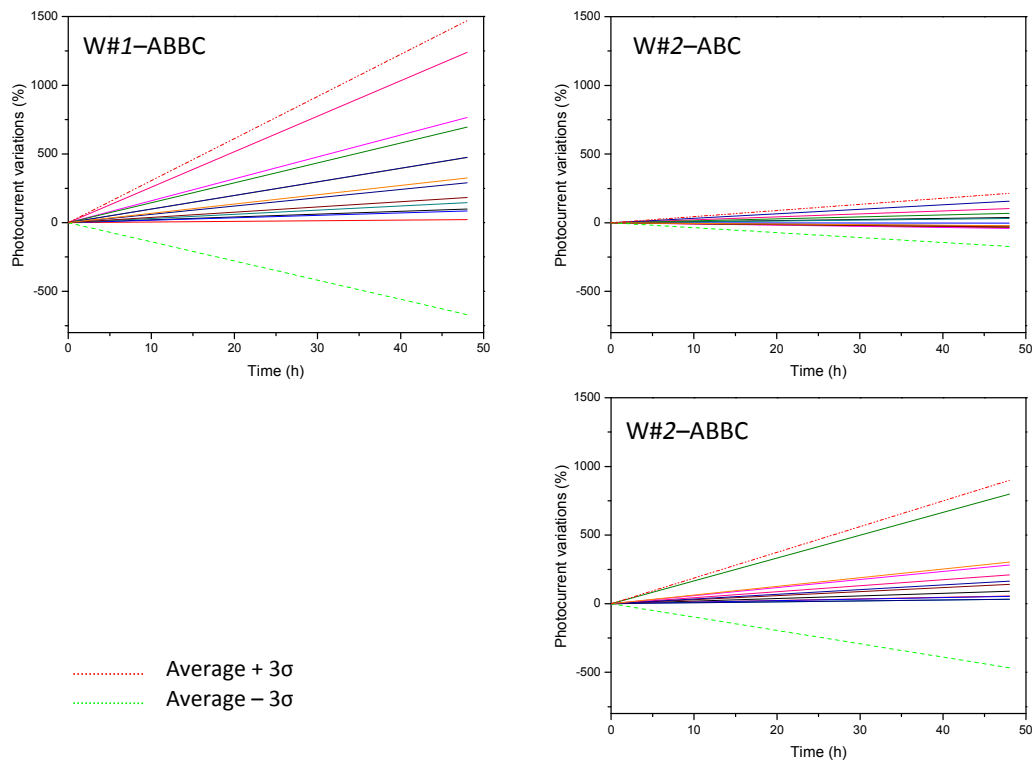 W#1–ABBC
Photocurrent variations (%)
1500
1000
500
0
-500
0 10 20 30 40 50
Time (h)
W#2–ABC
Photocurrent variations (%)
1500
1000
500
0
-500
0 10 20 30 40 50
Time (h)
W#2–ABBC
Photocurrent variations (%)
1500
1000
500
0
-500
0 10 20 30 40 50
Time (h)
Average + 3σ
Average – 3σ